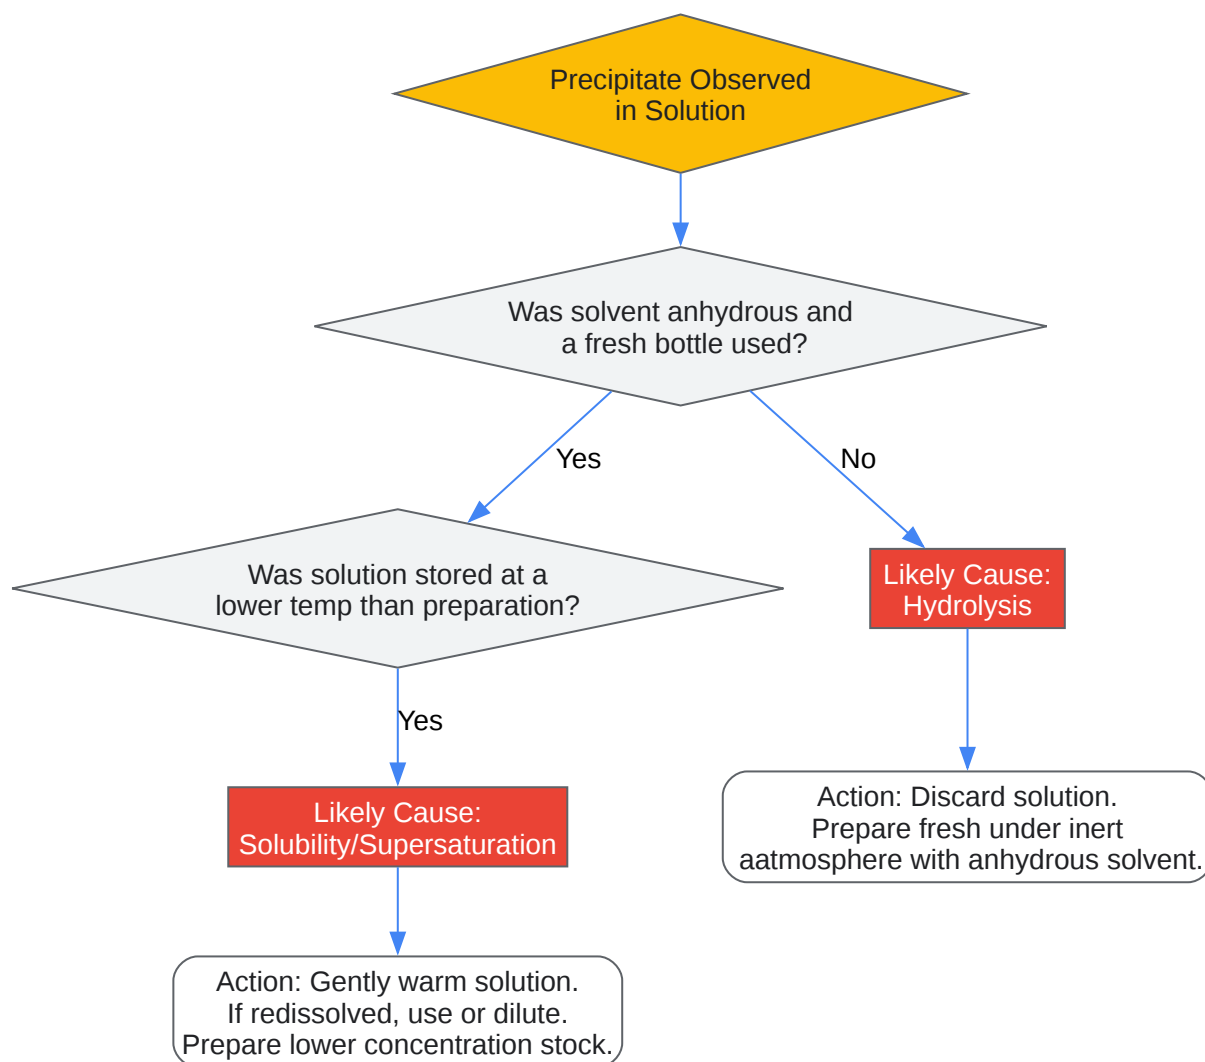 Precipitate Observed
in Solution
Was solvent anhydrous and
a fresh bottle used?
Yes
No
Was solution stored at a
lower temp than preparation?
Likely Cause:
Hydrolysis
Yes
Likely Cause:
Solubility/Supersaturation
Action: Discard solution.
Prepare fresh under inert
aatmosphere with anhydrous solvent.
Action: Gently warm solution.
If redissolved, use or dilute.
Prepare lower concentration stock.